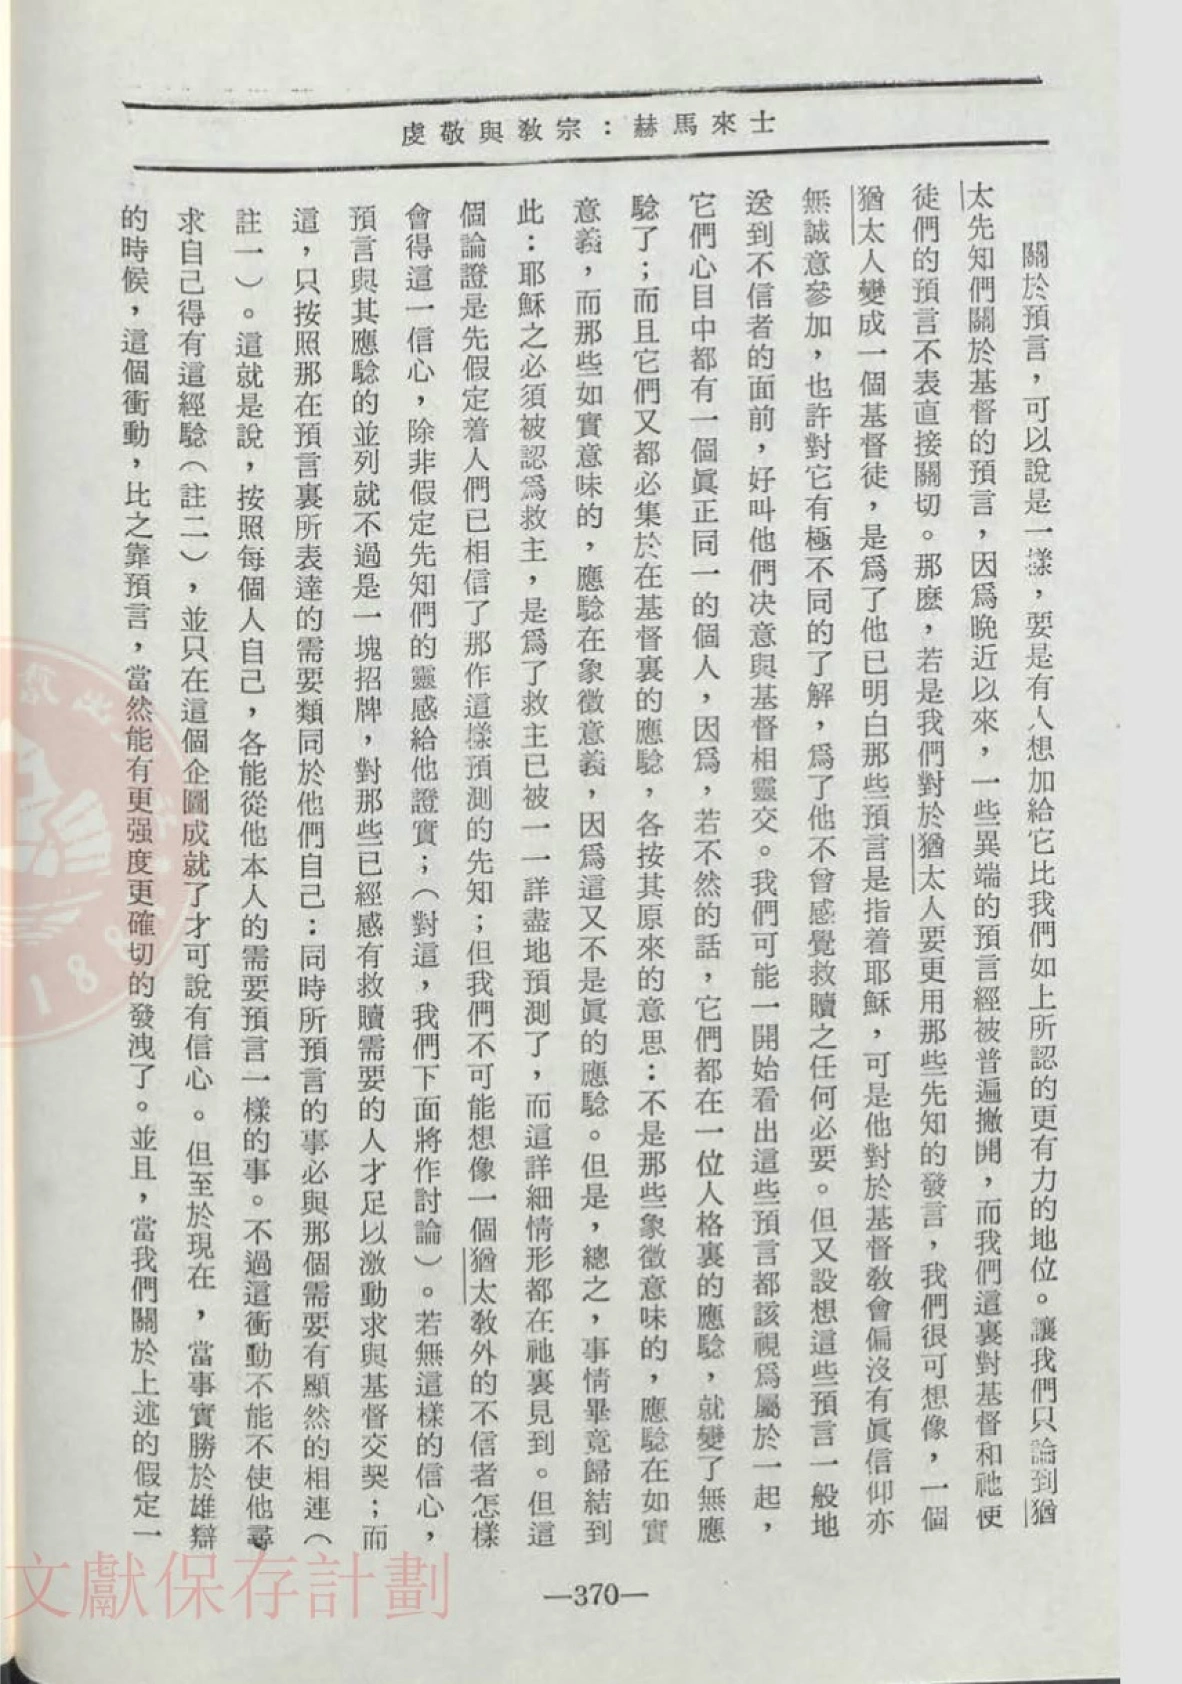 虔敬與教宗：赫馬來士
關於預言，可以說是一樣，要是有人想加給它比我們如上所認的更有力的地位。讓我們只論到猶
太先知們關於基督的預言，因爲晩近以來，一些異端的預言經被普遍撇開，而我們這裏對基督和祂使
徒們的預言不表直接關切。那麽，若是我們對於猶太人要更用那些先知的發言，我們很可想像，一個
猶太人變成一個基督徒，是爲了他已明白那些預言是指着耶穌，可是他對於基督教會偏沒有眞信仰亦
無誠意參加，也許對它有極不同的了解，爲了他不曾感覺救贖之任何必要。但又設想這些預言一般地
送到不信者的面前，好叫他們决意與基督相靈交。我們可能一開始看出這些預言都該視爲屬於一起，
它們心目中都有一個眞正同一的個人，因爲，若不然的話，它們都在一位人格裏的應驗，就變了無應
驗了；而且它們又都必集於在基督裏的應驗，各按其原來的意思：不是那些象徵意味的，應驗在如實
意義，而那些如實意味的，應驗在象徵意義，因爲這又不是眞的應驗。但是，總之，事情畢竟歸結到
此：耶穌之必須被認爲救主，是爲了救主已被一一詳盡地預測了，而這詳細情形都在祂裏見到。但這
個論證是先假定着人們已相信了那作這樣預測的先知；但我們不可能想像一個猶太敎外的不信者怎樣
會得這一信心，除非假定先知們的靈感給他證實；（對這，我們下面將作討論）。若無這樣的信心，
預言與其應驗的並列就不過是一塊招牌，對那些已經感有救贖需要的人才足以激動求與基督交契；而
這，只按照那在預言裏所表達的需要類同於他們自己：同時所預言的事必與那個需要有顯然的相連（
註一）。這就是說，按照每個人自己，各能從他本人的需要預言一樣的事。不過這衝動不能不使他尋
求自己得有這經驗（註二），並只在這個企圖成就了才可說有信心。但至於現在，當事實勝於雄辯
的時候，這個衝動，比之靠預言，當然能有更强度更確切的發洩了。並且，當我們關於上述的假定一
—370—
文獻保存計劃
188